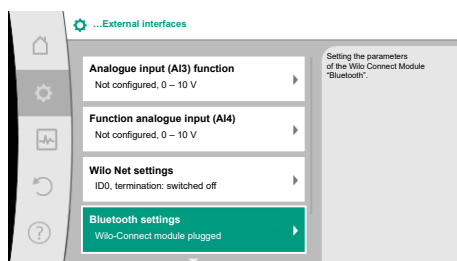 ...External interfaces
Analogue input (AI3) function
Not configured, 0 – 10 V
Function analogue input (AI4)
Not configured, 0 – 10 V
Wilo Net settings
ID0, termination: switched off
Bluetooth settings
Wilo-Connect module plugged
Setting the parameters
of the Wilo Connect Module
“Bluetooth”.